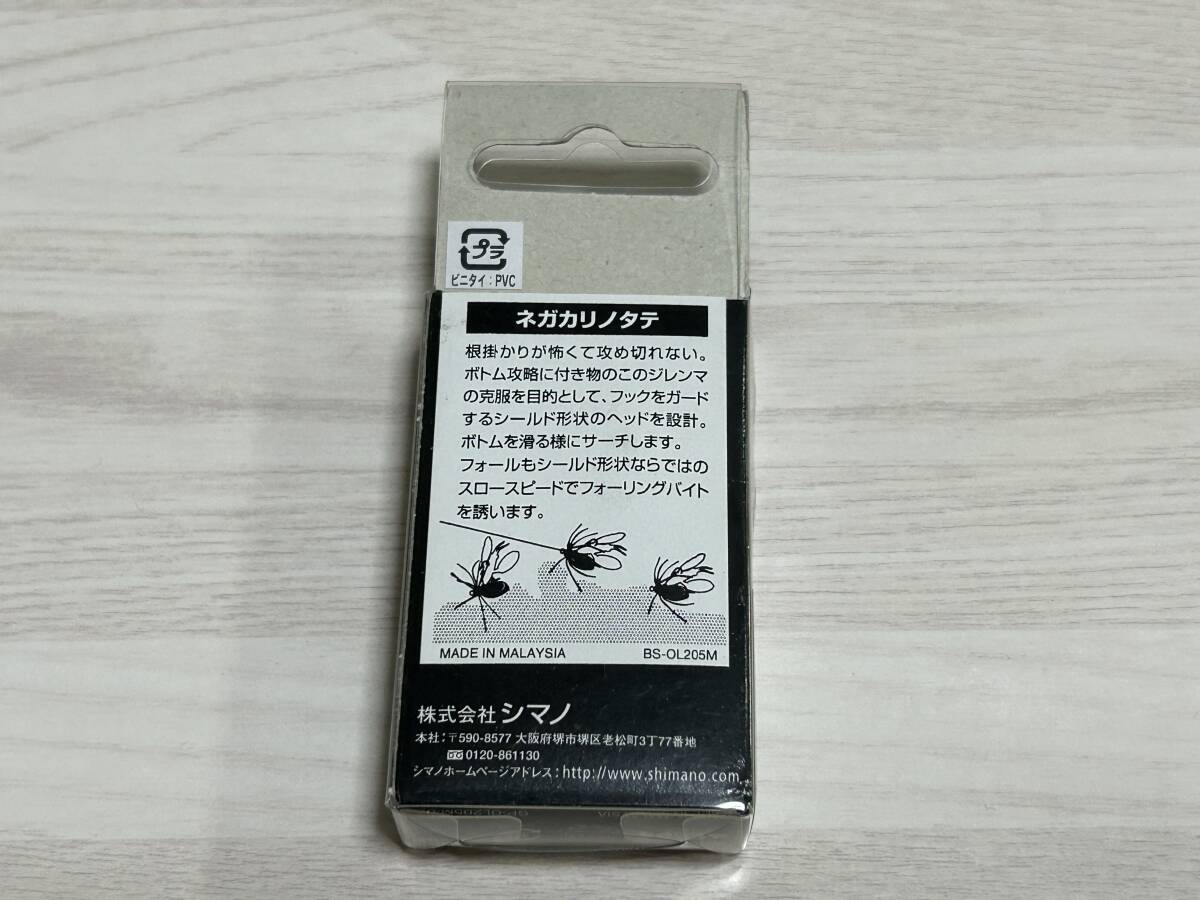 プラ
ビニタイ:PVC
ネガカリノタテ
根掛かりが怖くて攻め切れない。
ボトム攻略に付き物のこのジレンマ
の克服を目的として、フックをガード
するシールド形状のヘッドを設計。
ボトムを滑る様にサーチします。
フォールもシールド形状ならではの
スロースピードでフォーリングバイト
を誘います。
MADE IN MALAYSIA BS-OL205M
株式会社 シマノ
本社:〒590-8577 大阪府堺市堺区老松町3丁77番地
0120-861130
シマノホームページアドレス:http://www.shimano.com